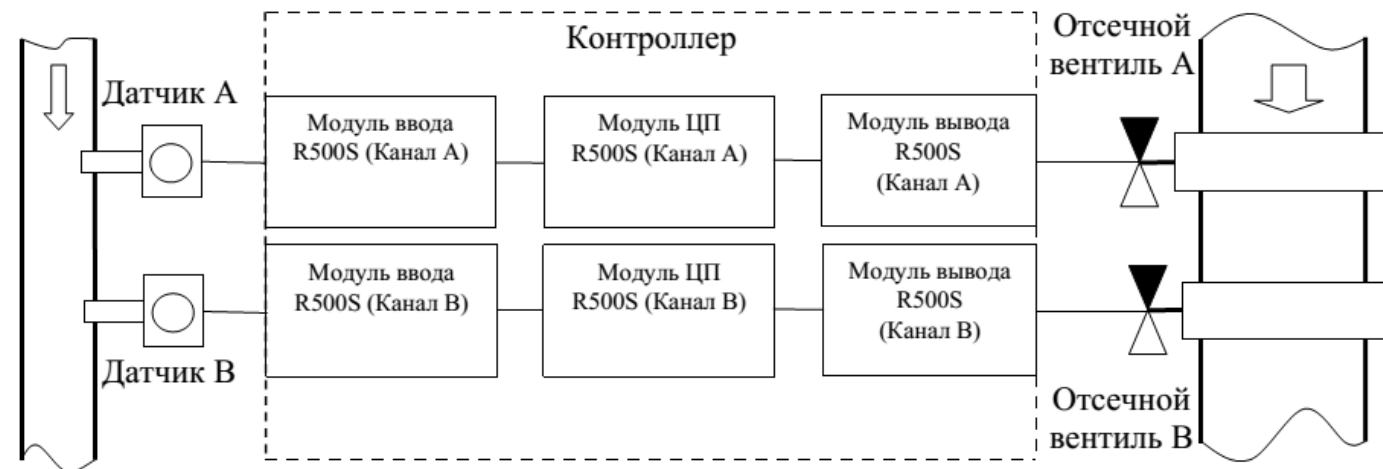 Контроллер
Отсечной
вентиль А
Датчик А
Модуль ввода
R500S (Канал А)
Модуль ЦП
R500S (Канал А)
Модуль вывода
R500S
(Канал А)
Модуль ввода
R500S (Канал В)
Модуль ЦП
R500S (Канал В)
Модуль вывода
R500S
(Канал В)
Датчик В
Отсечной
вентиль В